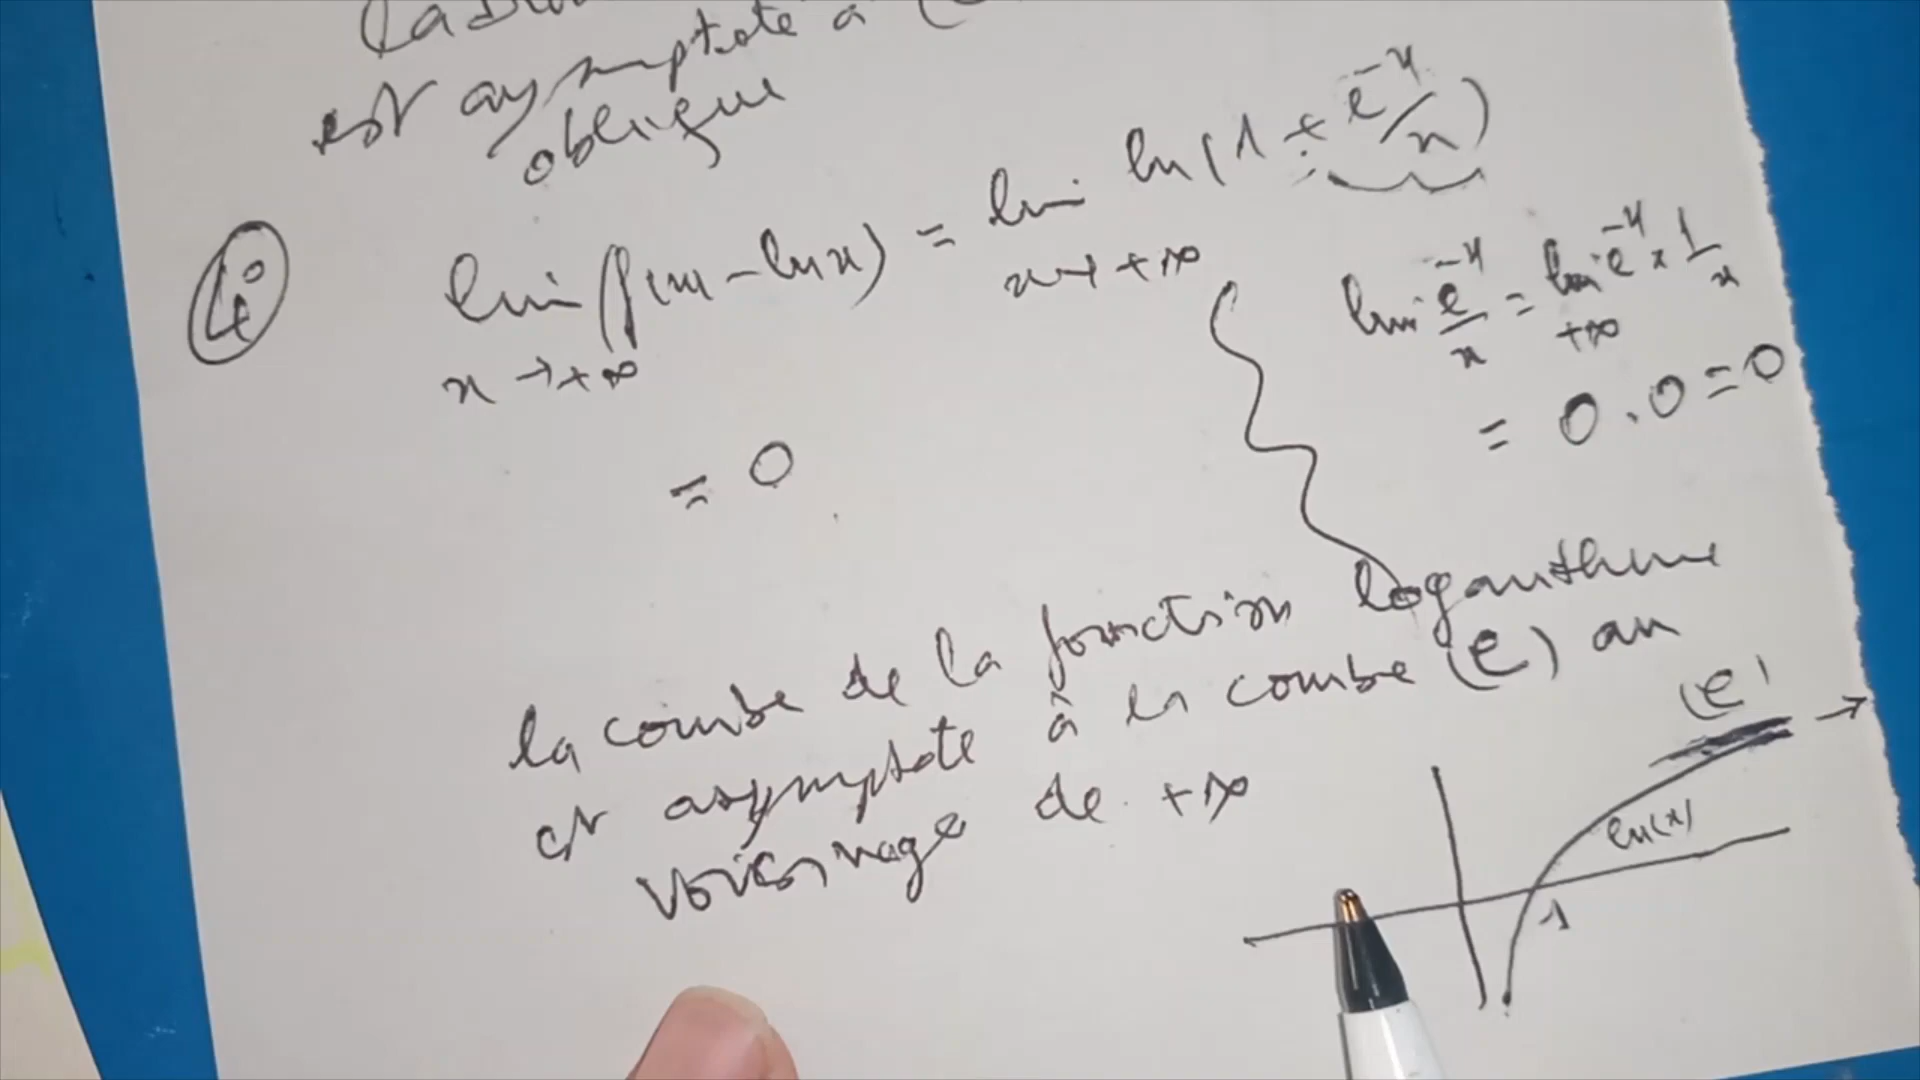 est asymptote à (
oblique
4°
lim (f(x) - ln x) = lim ln(1 + e^-x/x)
x → +∞ x → +∞
= 0
lim e^-x/x = lim e^-x × 1/x
+∞
= 0 . 0 = 0
la courbe de la fonction logarithme
est asymptote à la courbe (C) au
voisinage de +∞
(C)
ln(x)
1